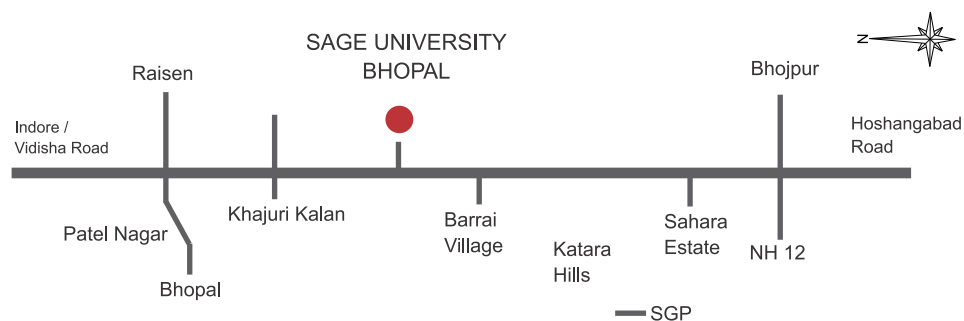 SAGE UNIVERSITY
BHOPAL
N
Raisen
Bhojpur
Indore /
Vidisha Road
Hoshangabad
Road
Khajuri Kalan
Patel Nagar
Bhopal
Barrai
Village
Katara
Hills
Sahara
Estate
NH 12
SGP